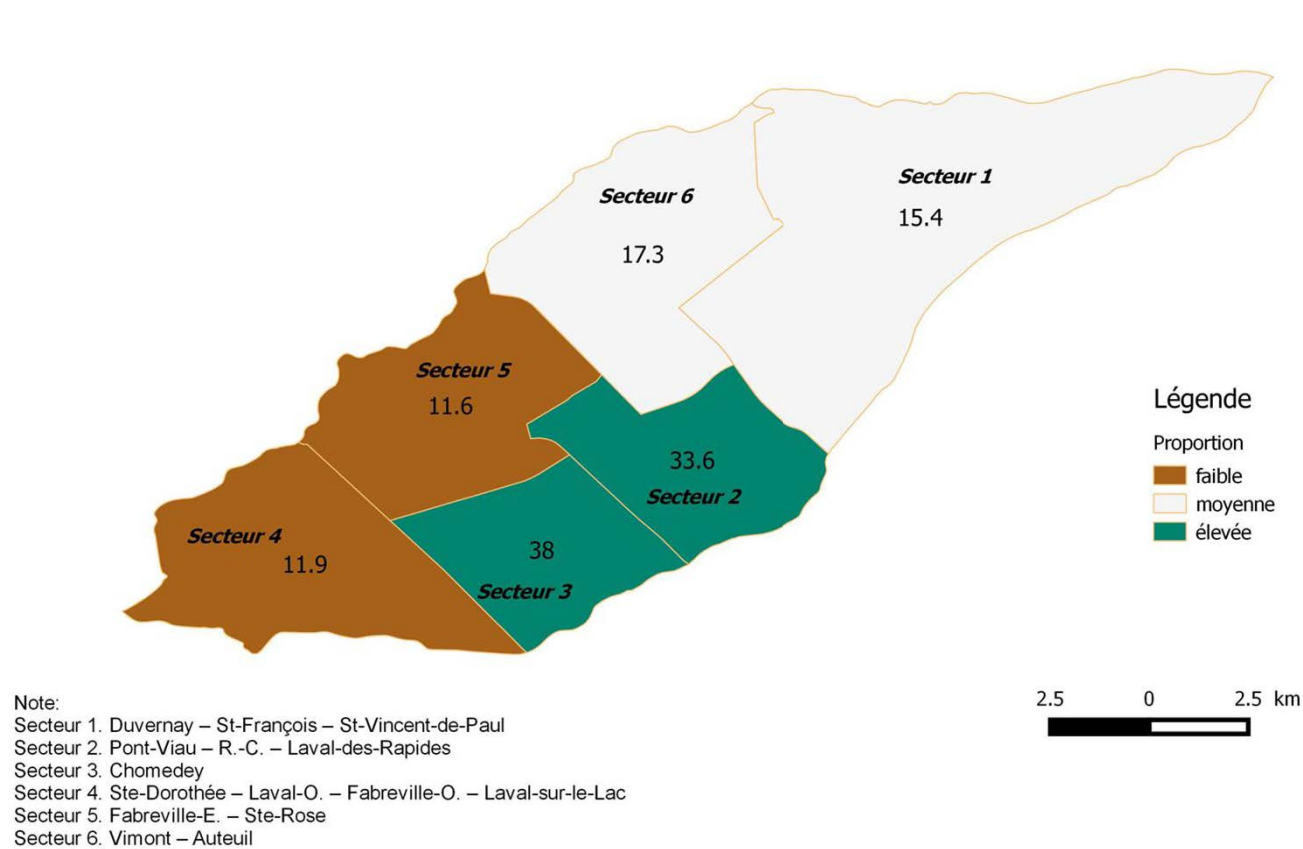 Secteur 1
15.4
Secteur 6
17.3
Secteur 5
11.6
33.6
Secteur 2
Secteur 4
11.9
38
Secteur 3
Légende
Proportion
faible
moyenne
élevée
2.5 0 2.5 km
Note:
Secteur 1. Duvernay – St-François – St-Vincent-de-Paul
Secteur 2. Pont-Viau – R.-C. – Laval-des-Rapides
Secteur 3. Chomedey
Secteur 4. Ste-Dorothée – Laval-O. – Fabreville-O. – Laval-sur-le-Lac
Secteur 5. Fabreville-E. – Ste-Rose
Secteur 6. Vimont – Auteuil